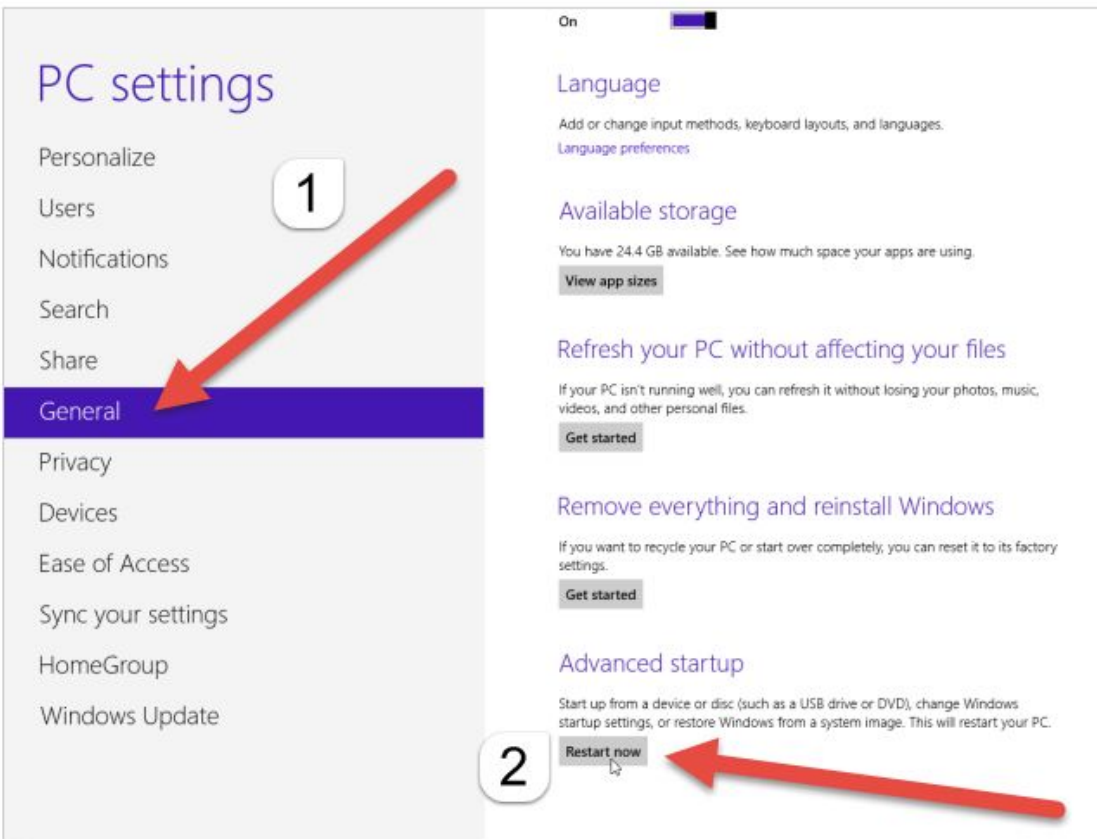 PC settings
Personalize
Users
Notifications
Search
Share
General
Privacy
Devices
Ease of Access
Sync your settings
HomeGroup
Windows Update
1
On
Language
Add or change input methods, keyboard layouts, and languages.
Language preferences
Available storage
You have 24.4 GB available. See how much space your apps are using.
View app sizes
Refresh your PC without affecting your files
If your PC isn't running well, you can refresh it without losing your photos, music,
videos, and other personal files.
Get started
Remove everything and reinstall Windows
If you want to recycle your PC or start over completely, you can reset it to its factory
settings.
Get started
Advanced startup
Start up from a device or disc (such as a USB drive or DVD), change Windows
startup settings, or restore Windows from a system image. This will restart your PC.
2
Restart now